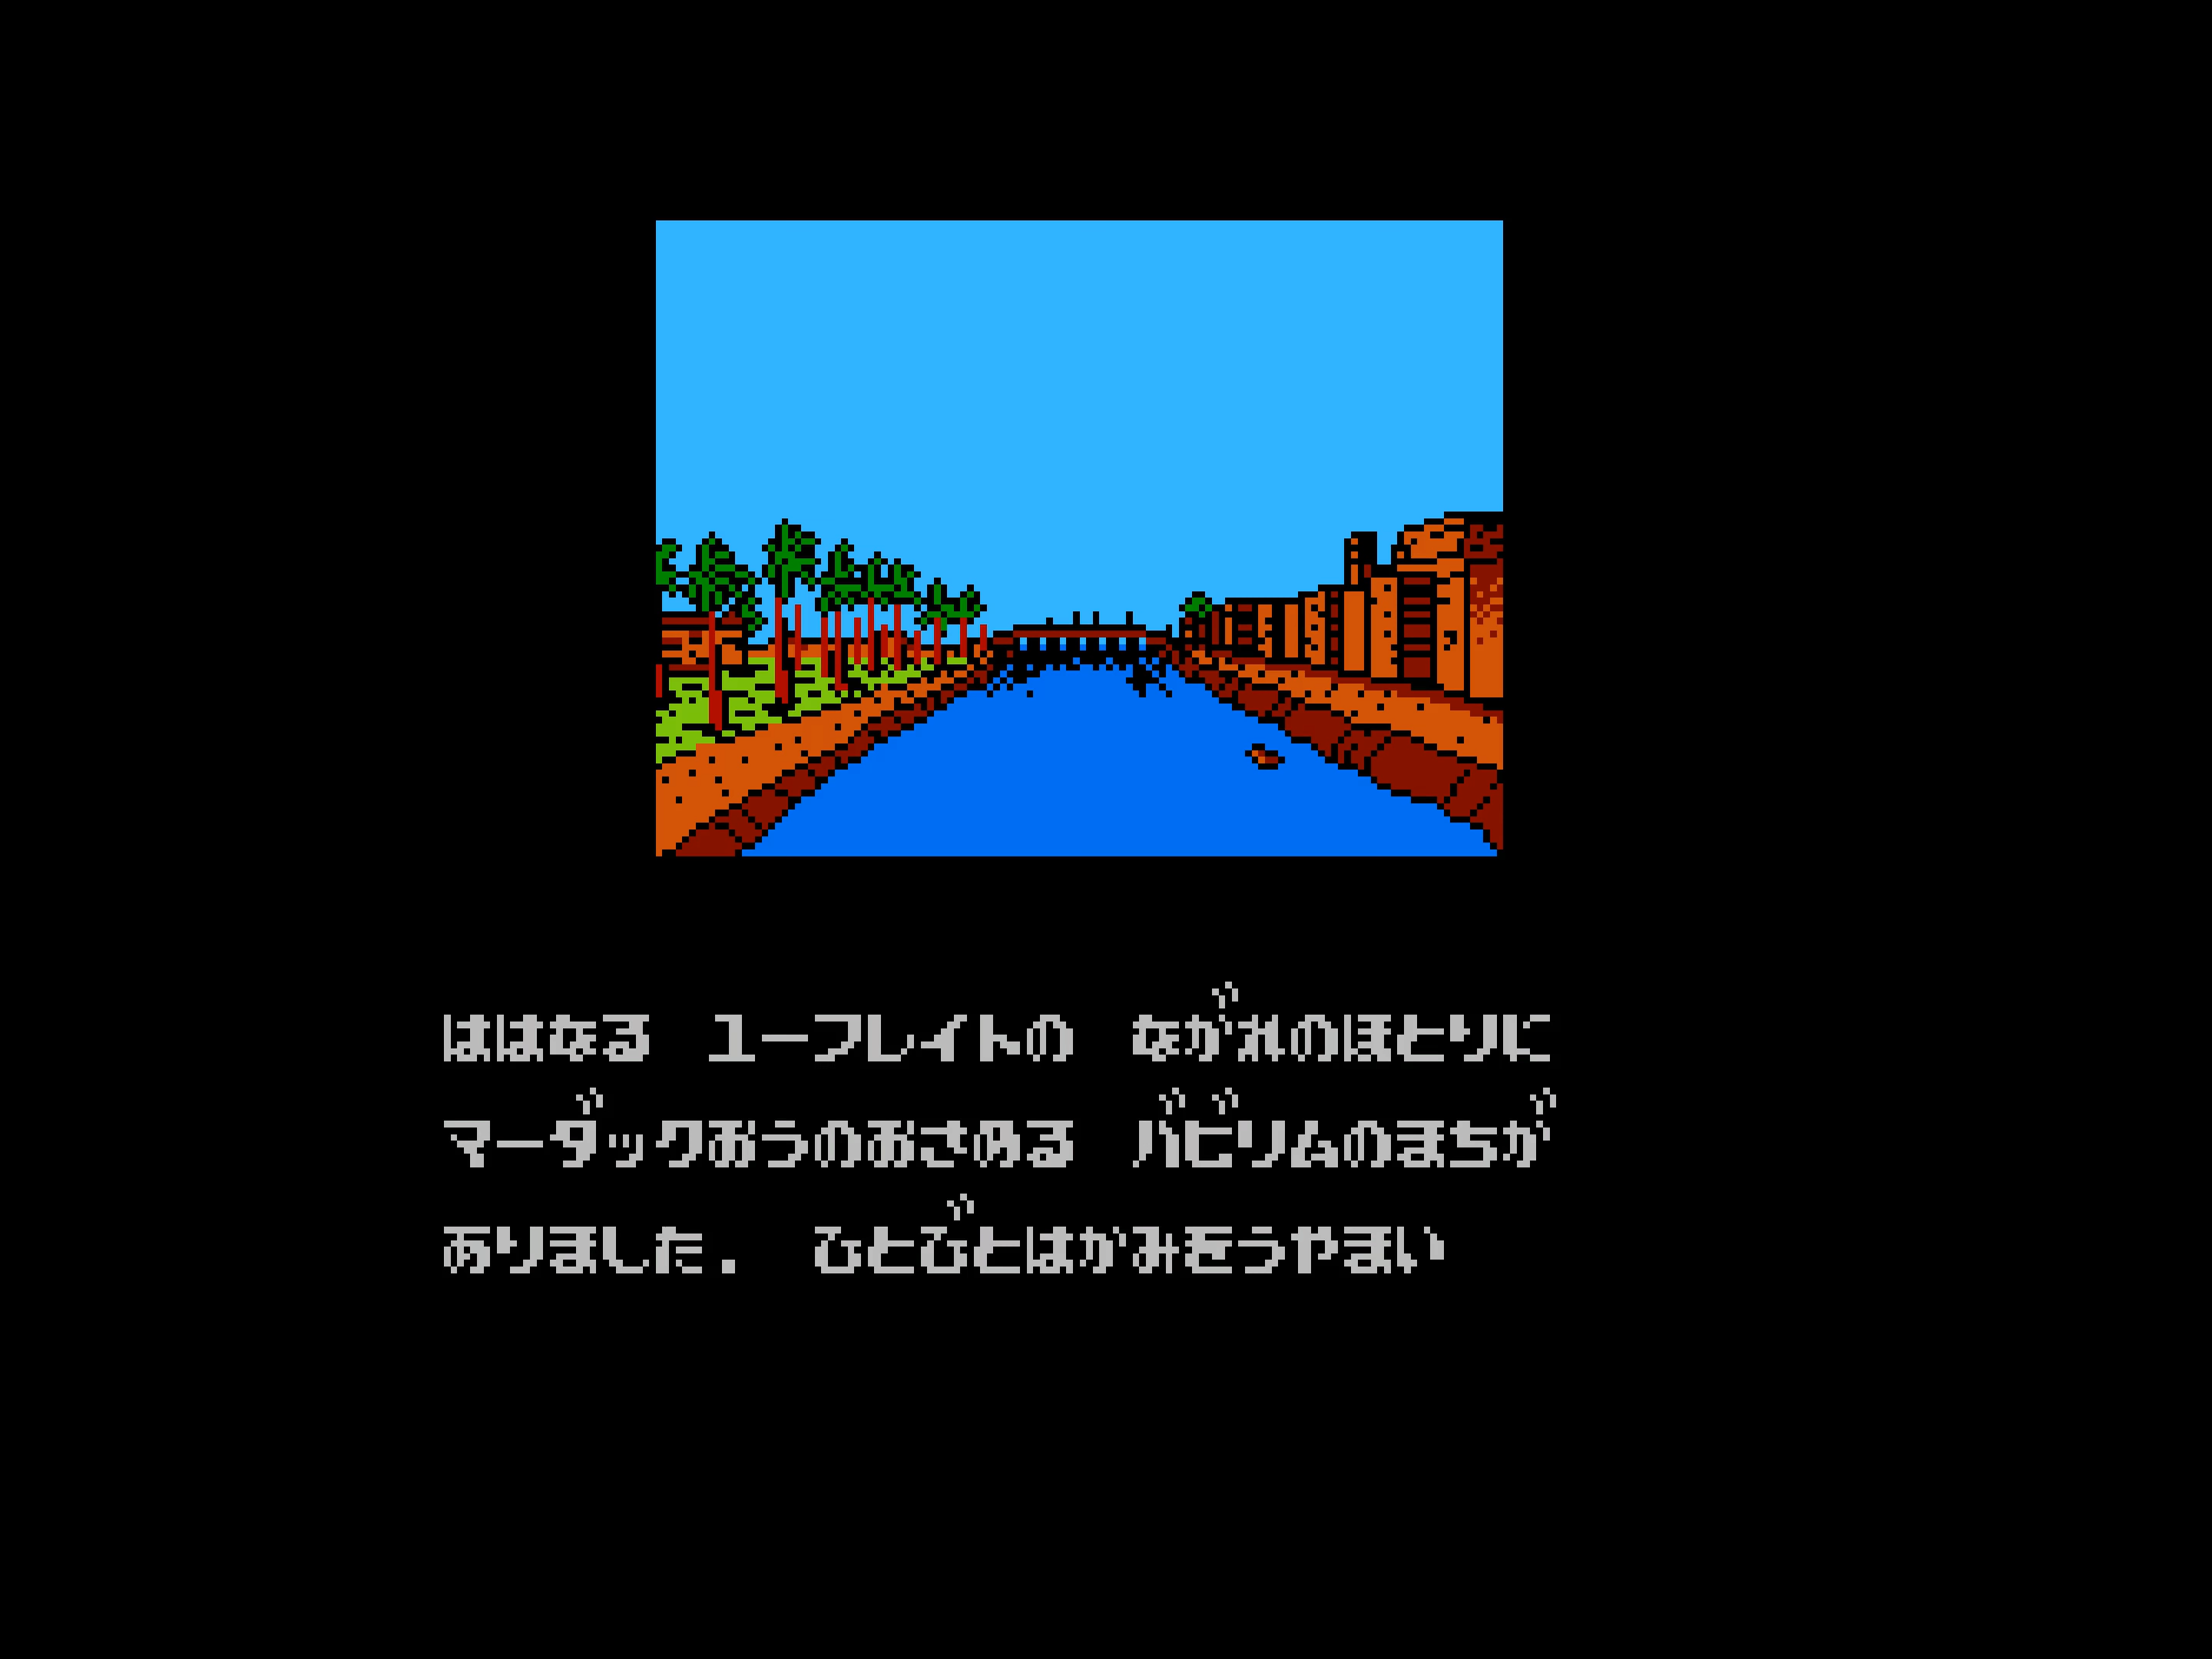 ははなる ユーフレイトの ながれのほとりに
マーダックおうのおさめる バビリムのまちが
ありました. ひとびとはかみをうやまい